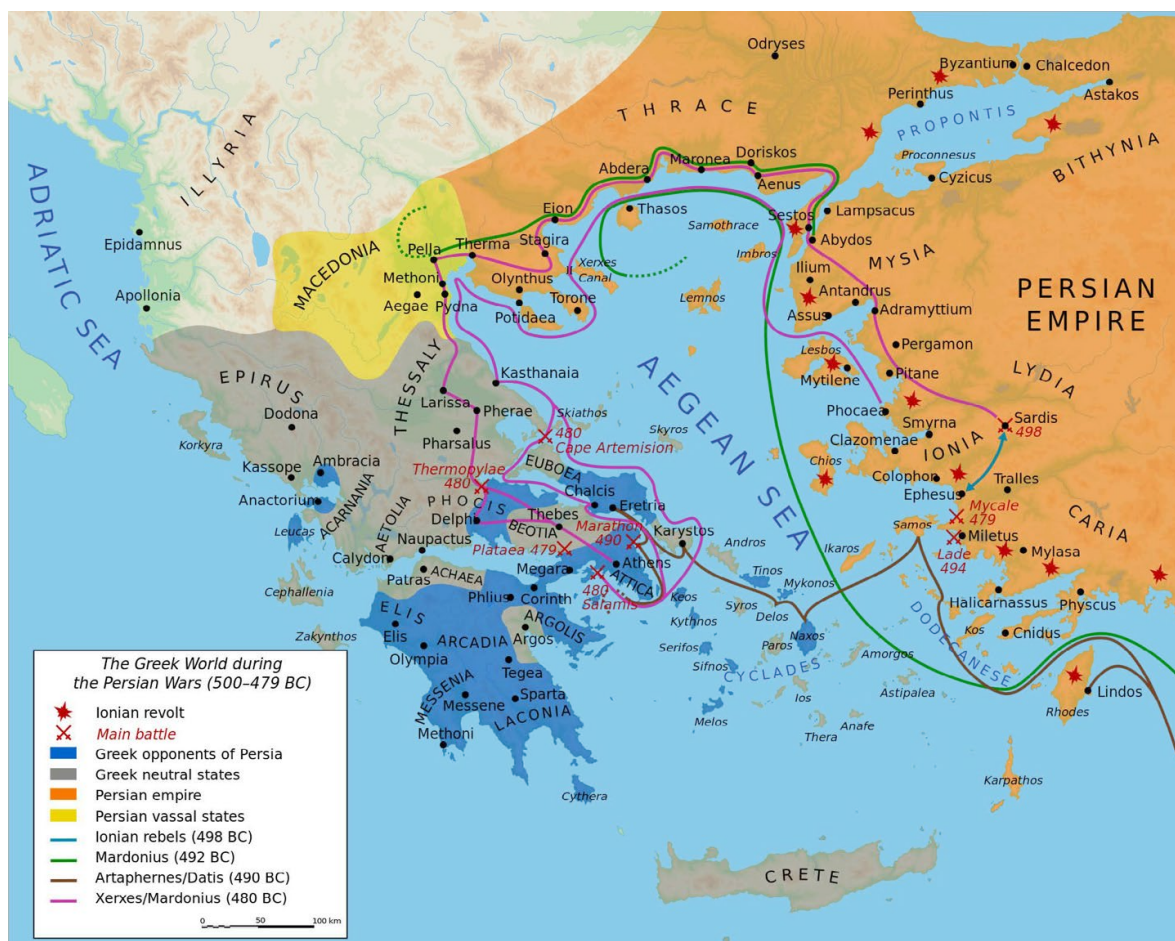 Odryses
Byzantium
Chalcedon
Astakos
Perinthus
THRACE
PROPONTIS
BITHYNIA
Proconnesus
Cyzicus
ILLYRIA
ADRIATIC SEA
Abdera
Maronea
Doriskos
Aenus
Eion
Thasos
Samothrace
Sestos
Lampsacus
Abydos
Imbros
MYSIA
Epidamnus
Apollonia
MACEDONIA
Pella
Therma
Stagira
Xerxes
Canal
Methoni
Aegae
Pydna
Olynthus
Potidaea
Torone
Lemnos
Ilium
Antandrus
Assus
Adramyttium
PERSIAN
EMPIRE
Pergamon
Lesbos
Mytilene
Pitane
LYDIA
EPIRUS
THESSALY
Kasthanaia
AEGEAN SEA
Dodona
Larissa
Pherae
Skiathos
Korkyra
Pharsalus
480
Cape Artemision
Skyros
Phocaea
Smyrna
Sardis
498
Clazomenae
IONIA
Kassope
Ambracia
Thermopylae
480
EUBOEA
Chios
Colophon
Ephesus
Tralles
Anactorium
ACARNANIA
AETOLIA
PHOCIS
Chalcis
Eretria
Leucas
Delphi
BEOTIA
Thebes
Marathon
490
Karystos
Samos
Mycale
479
CARIA
Naupactus
Plataea 479
Miletus
Lade
494
Mylasa
Calydon
Patras
ACHAEA
Megara
Athens
ATTICA
Andros
Ikaros
Cephallenia
Phlius
Corinth
480
Salamis
Keos
Tinos
Mykonos
Halicarnassus
Physcus
ELIS
Elis
ARGOLIS
Argos
Kythnos
Syros
Delos
DODECANESE
Kos
Cnidus
Zakynthos
Olympia
ARCADIA
Tegea
Serifos
Sifnos
Paros
Naxos
CYCLADES
Amorgos
MESSENIA
Messene
Sparta
LACONIA
Ios
Astipalea
Lindos
Rhodes
Methoni
Melos
Thera
Anafe
Cythera
Karpathos
CRETE
The Greek World during
the Persian Wars (500–479 BC)
Ionian revolt
Main battle
Greek opponents of Persia
Greek neutral states
Persian empire
Persian vassal states
Ionian rebels (498 BC)
Mardonius (492 BC)
Artaphernes/Datis (490 BC)
Xerxes/Mardonius (480 BC)
0 50 100 km